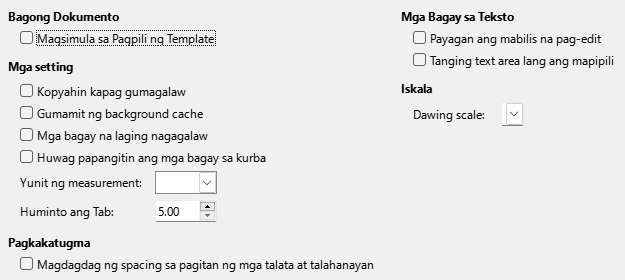 Bagong Dokumento
Magsimula sa Pagpili ng Template
Mga setting
Kopyahin kapag gumagalaw
Gumamit ng background cache
Mga bagay na laging nagagalaw
Huwag papangitin ang mga bagay sa kurba
Yunit ng measurement:
Huminto ang Tab: 5.00
Pagkakatugma
Magdagdag ng spacing sa pagitan ng mga talata at talahanayan
Mga Bagay sa Teksto
Payagan ang mabilis na pag-edit
Tanging text area lang ang mapipili
Iskala
Dawing scale: